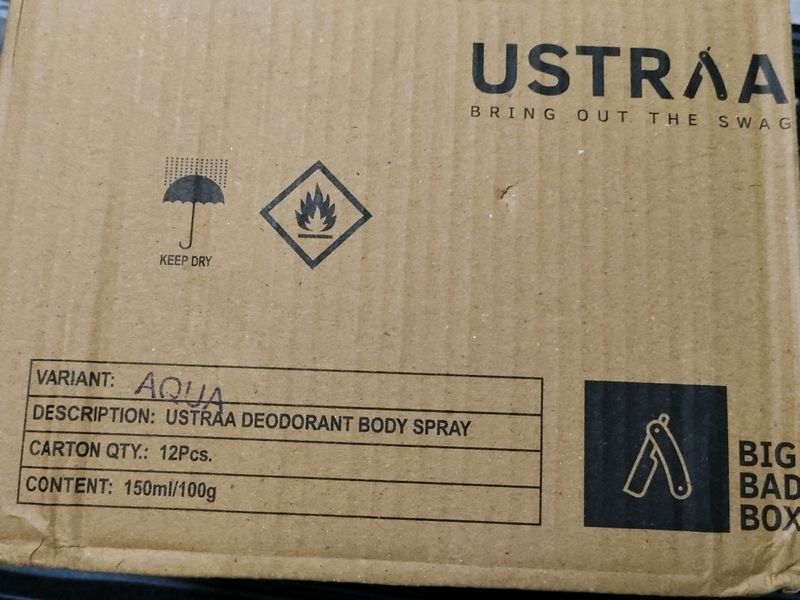 USTRAA
BRING OUT THE SWAG
KEEP DRY
VARIANT: AQUA
DESCRIPTION: USTRAA DEODORANT BODY SPRAY
CARTON QTY.: 12Pcs.
CONTENT: 150ml/100g
BIG
BAD
BOX